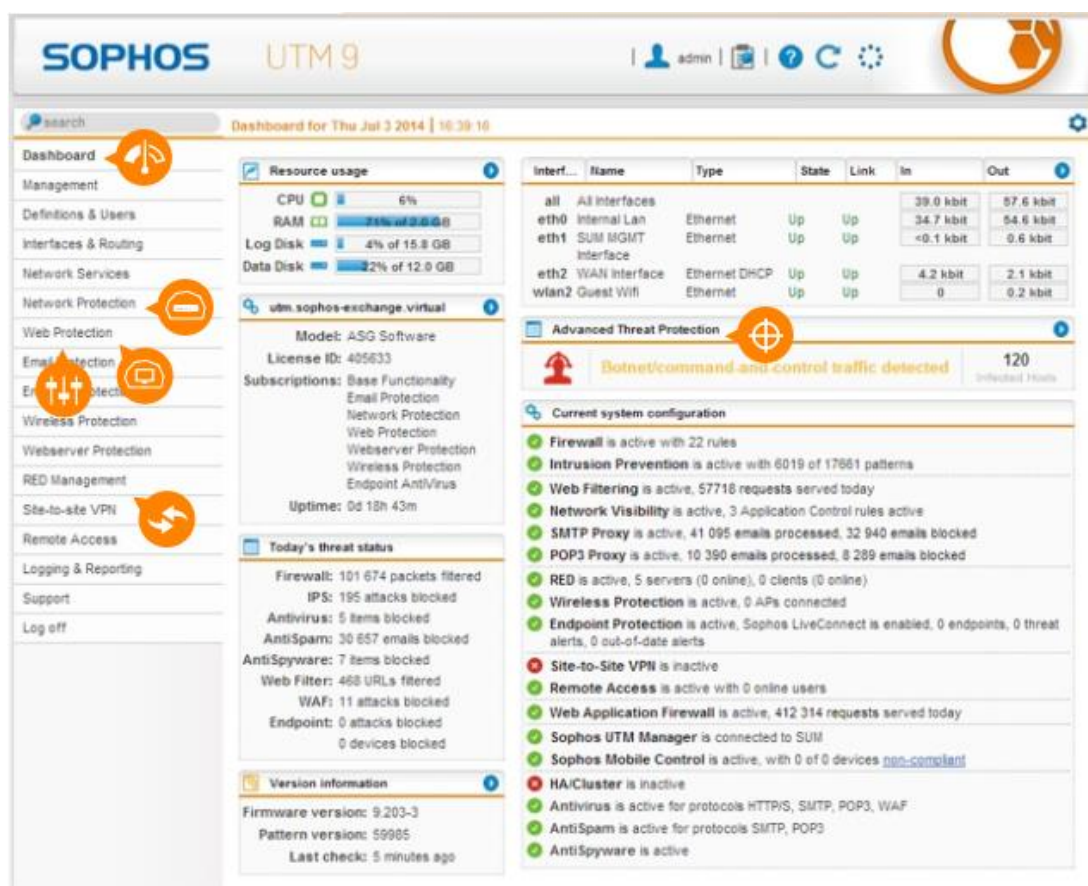 SOPHOS UTM 9
admin
search
Dashboard for Thu Jul 3 2014 | 16:39:16
Dashboard
Management
Definitions & Users
Interfaces & Routing
Network Services
Network Protection
Web Protection
Wireless Protection
Webserver Protection
RED Management
Site-to-site VPN
Remote Access
Logging & Reporting
Support
Log off
Resource usage
CPU 6%
RAM 71% of 2.0 GB
Log Disk 4% of 15.8 GB
Data Disk 22% of 12.0 GB
utm.sophos-exchange.virtual
Model: ASG Software
License ID: 405633
Subscriptions: Base Functionality
Email Protection
Network Protection
Web Protection
Webserver Protection
Wireless Protection
Endpoint AntiVirus
Uptime: 0d 18h 43m
Today's threat status
Firewall: 101 674 packets filtered
IPS: 195 attacks blocked
Antivirus: 5 items blocked
AntiSpam: 30 657 emails blocked
AntiSpyware: 7 items blocked
Web Filter: 468 URLs filtered
WAF: 11 attacks blocked
Endpoint: 0 attacks blocked
0 devices blocked
Version information
Firmware version: 9.203-3
Pattern version: 59985
Last check: 5 minutes ago
Interf... Name Type State Link In Out
all All Interfaces 39.0 kbit 57.6 kbit
eth0 Internal Lan Ethernet Up Up 34.7 kbit 54.6 kbit
eth1 SUM MGMT Ethernet Up Up <0.1 kbit 0.6 kbit
Interface
eth2 WAN Interface Ethernet DHCP Up Up 4.2 kbit 2.1 kbit
wlan2 Guest Wifi Ethernet Up Up 0 0.2 kbit
Advanced Threat Protection
Botnet/command-and control traffic detected 120
Infected Hosts
Current system configuration
Firewall is active with 22 rules
Intrusion Prevention is active with 6019 of 17661 patterns
Web Filtering is active, 57718 requests served today
Network Visibility is active, 3 Application Control rules active
SMTP Proxy is active, 41 095 emails processed, 32 940 emails blocked
POP3 Proxy is active, 10 390 emails processed, 8 289 emails blocked
RED is active, 5 servers (0 online), 0 clients (0 online)
Wireless Protection is active, 0 APs connected
Endpoint Protection is active, Sophos LiveConnect is enabled, 0 endpoints, 0 threat
alerts, 0 out-of-date alerts
Site-to-Site VPN is inactive
Remote Access is active with 0 online users
Web Application Firewall is active, 412 314 requests served today
Sophos UTM Manager is connected to SUM
Sophos Mobile Control is active, with 0 of 0 devices non-compliant
HA/Cluster is inactive
Antivirus is active for protocols HTTP/S, SMTP, POP3, WAF
AntiSpam is active for protocols SMTP, POP3
AntiSpyware is active